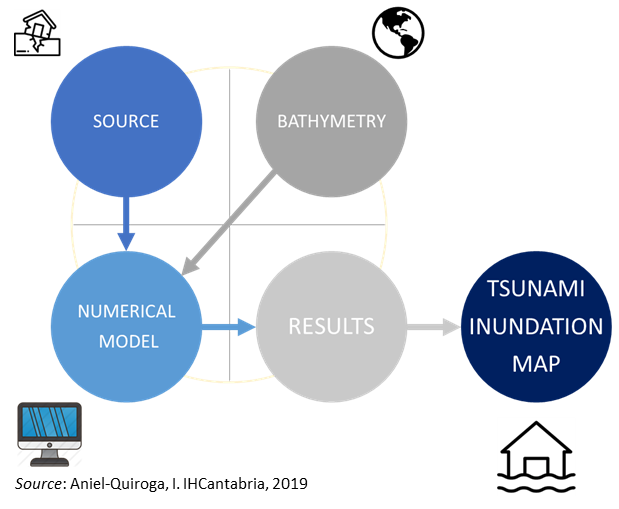 SOURCE
BATHYMETRY
NUMERICAL
MODEL
RESULTS
TSUNAMI
INUNDATION
MAP
Source: Aniel-Quiroga, I. IHCantabria, 2019